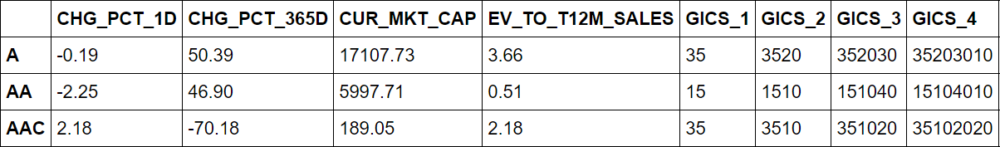 CHG_PCT_1D CHG_PCT_365D CUR_MKT_CAP EV_TO_T12M_SALES GICS_1 GICS_2 GICS_3 GICS_4
A -0.19 50.39 17107.73 3.66 35 3520 352030 35203010
AA -2.25 46.90 5997.71 0.51 15 1510 151040 15104010
AAC 2.18 -70.18 189.05 2.18 35 3510 351020 35102020